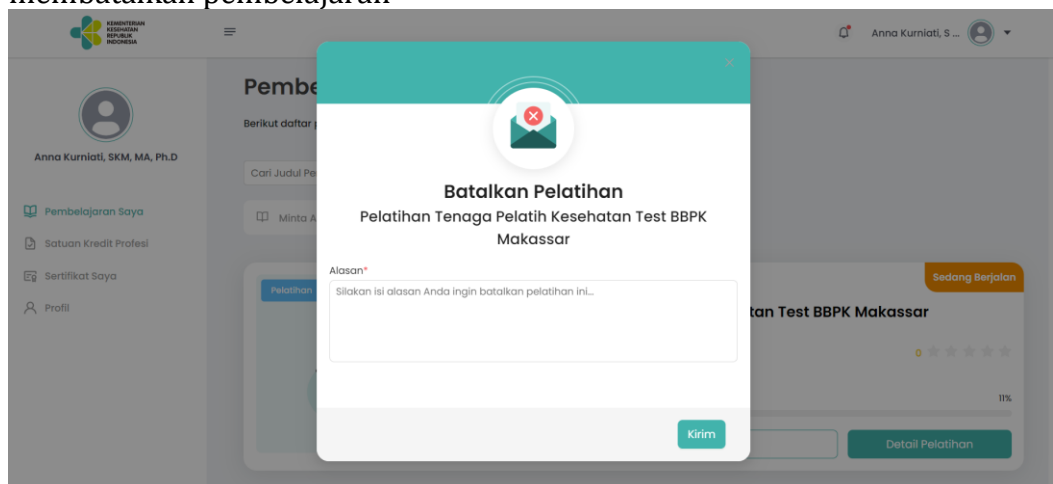 membatalkan pembelajaran
KEMENTERIAN
KESEHATAN
REPUBLIK
INDONESIA
Anna Kurniati, S ...
Pembe
Berikut daftar p
Anna Kurniati, SKM, MA, Ph.D
Cari Judul Pe
Pembelajaran Saya
Minta A
Satuan Kredit Profesi
Sertifikat Saya
Profil
Batalkan Pelatihan
Pelatihan Tenaga Pelatih Kesehatan Test BBPK
Makassar
Alasan*
Silakan isi alasan Anda ingin batalkan pelatihan ini...
Kirim
Pelatihan
Sedang Berjalan
tan Test BBPK Makassar
0
11%
Detail Pelatihan